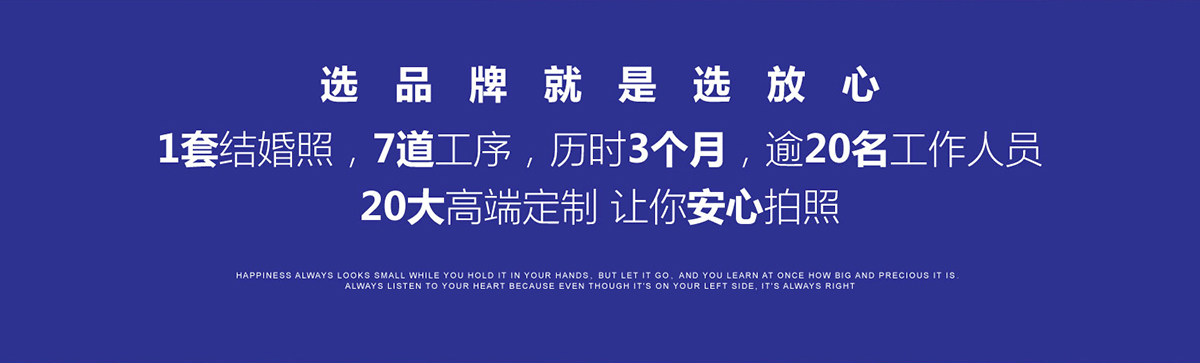 选品牌就是选放心
1套结婚照，7道工序，历时3个月，逾20名工作人员
20大高端定制 让你安心拍照
HAPPINESS ALWAYS LOOKS SMALL WHILE YOU HOLD IT IN YOUR HANDS, BUT LET IT GO, AND YOU LEARN AT ONCE HOW BIG AND PRECIOUS IT IS.
ALWAYS LISTEN TO YOUR HEART BECAUSE EVEN THOUGH IT'S ON YOUR LEFT SIDE, IT'S ALWAYS RIGHT